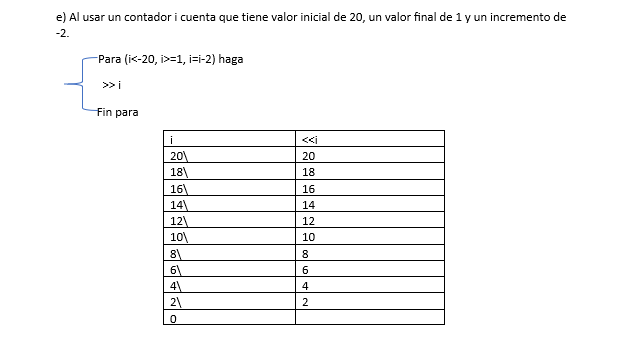 e) Al usar un contador i cuenta que tiene valor inicial de 20, un valor final de 1 y un incremento de
-2.
Para (i<-20, i>=1, i=i-2) haga
>> i
Fin para
i <<i
20\ 20
18\ 18
16\ 16
14\ 14
12\ 12
10\ 10
8\ 8
6\ 6
4\ 4
2\ 2
0